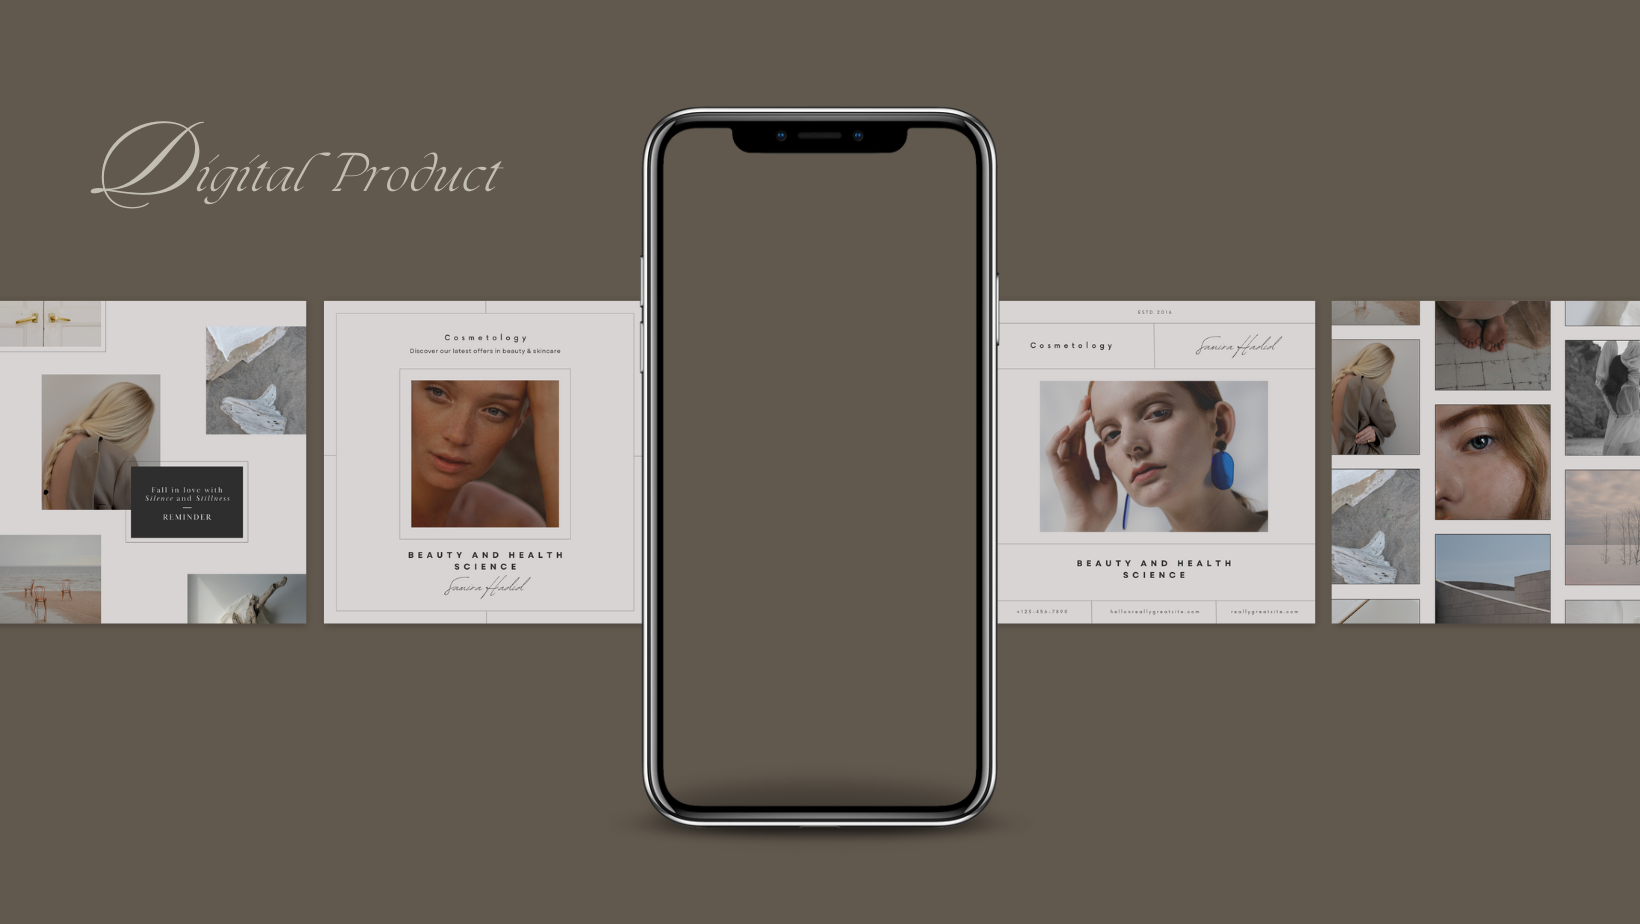 Digital Product
Fall in love with
Silence and Stillness
REMINDER
Cosmetology
Discover our latest offers in beauty & skincare
BEAUTY AND HEALTH
SCIENCE
Samira Hadid
ESTD 2016
Cosmetology
Samira Hadid
BEAUTY AND HEALTH
SCIENCE
+123-456-7890
hello@reallygreatsite.com
reallygreatsite.com